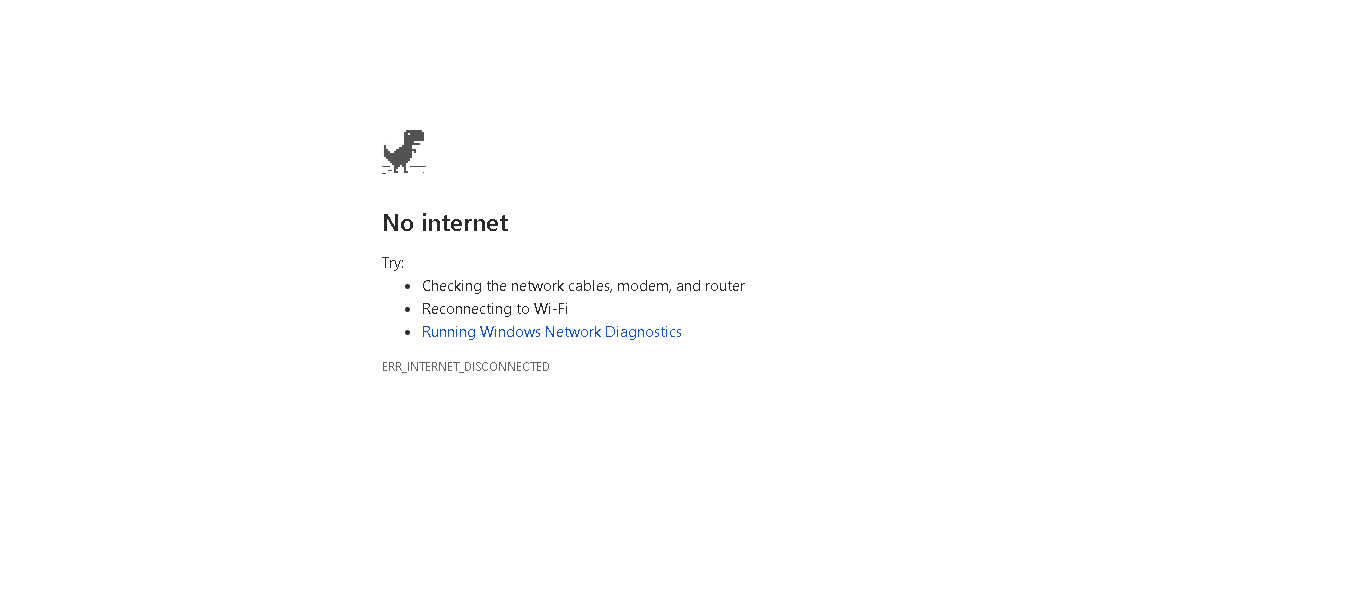 No internet
Try:
Checking the network cables, modem, and router
Reconnecting to Wi-Fi
Running Windows Network Diagnostics
ERR_INTERNET_DISCONNECTED